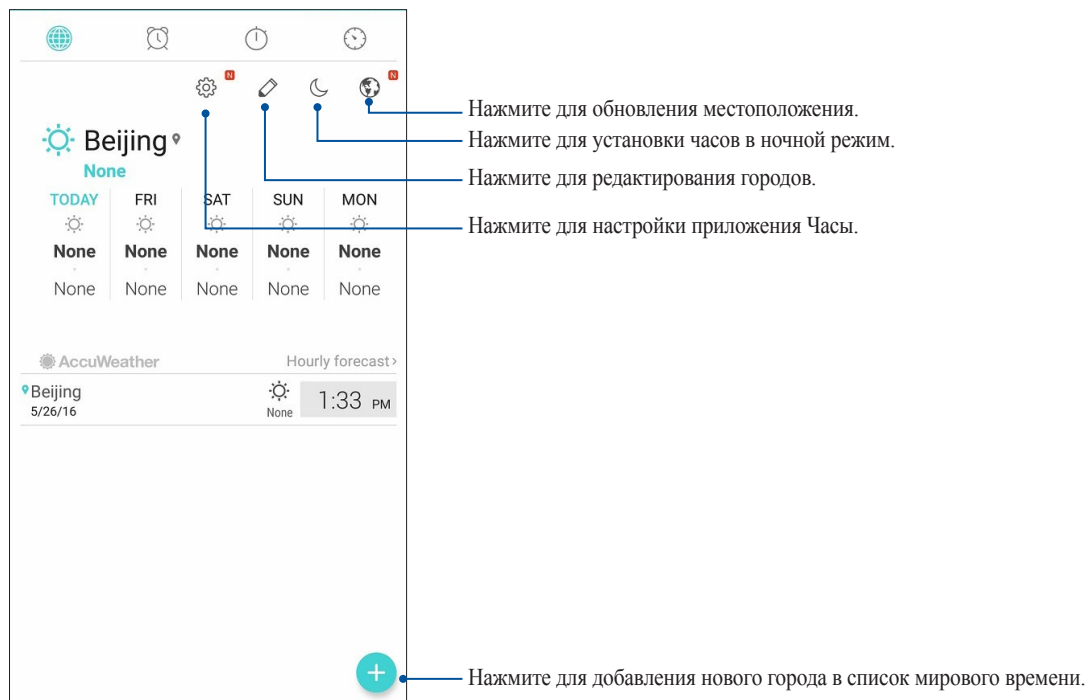 N
N
Нажмите для обновления местоположения.
Нажмите для установки часов в ночной режим.
Нажмите для редактирования городов.
Нажмите для настройки приложения Часы.
Beijing
None
TODAY FRI SAT SUN MON
None None None None None
None None None None None
AccuWeather Hourly forecast >
Beijing
5/26/16
None
1:33 PM
Нажмите для добавления нового города в список мирового времени.